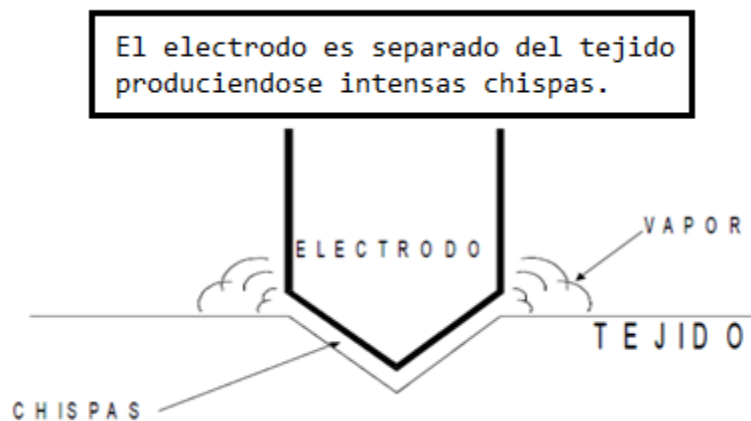 El electrodo es separado del tejido
produciendose intensas chispas.
VAPOR
ELECTRODO
TEJIDO
CHISPAS